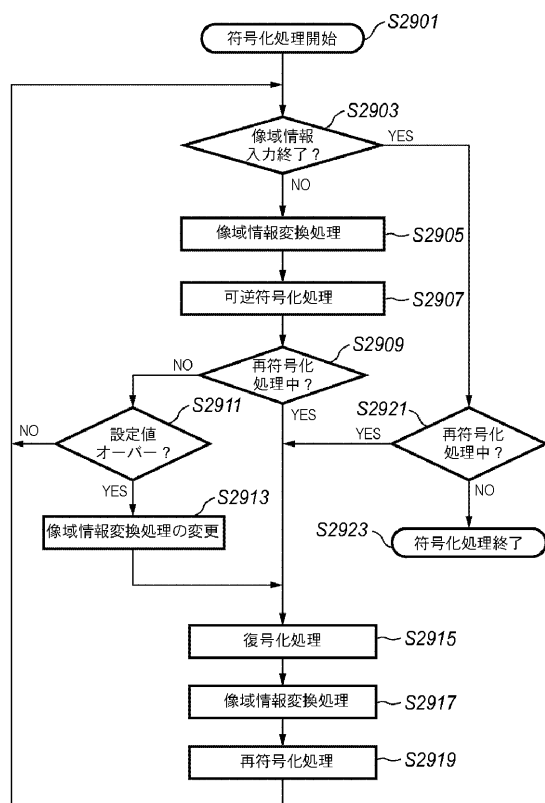 符号化処理開始
S2901
S2903
像域情報
入力終了？
YES
NO
像域情報変換処理
S2905
可逆符号化処理
S2907
S2909
再符号化
処理中？
NO
YES
S2911
設定値
オーバー？
NO
YES
S2921
再符号化
処理中？
YES
NO
S2913
像域情報変換処理の変更
S2923
符号化処理終了
復号化処理
S2915
像域情報変換処理
S2917
再符号化処理
S2919